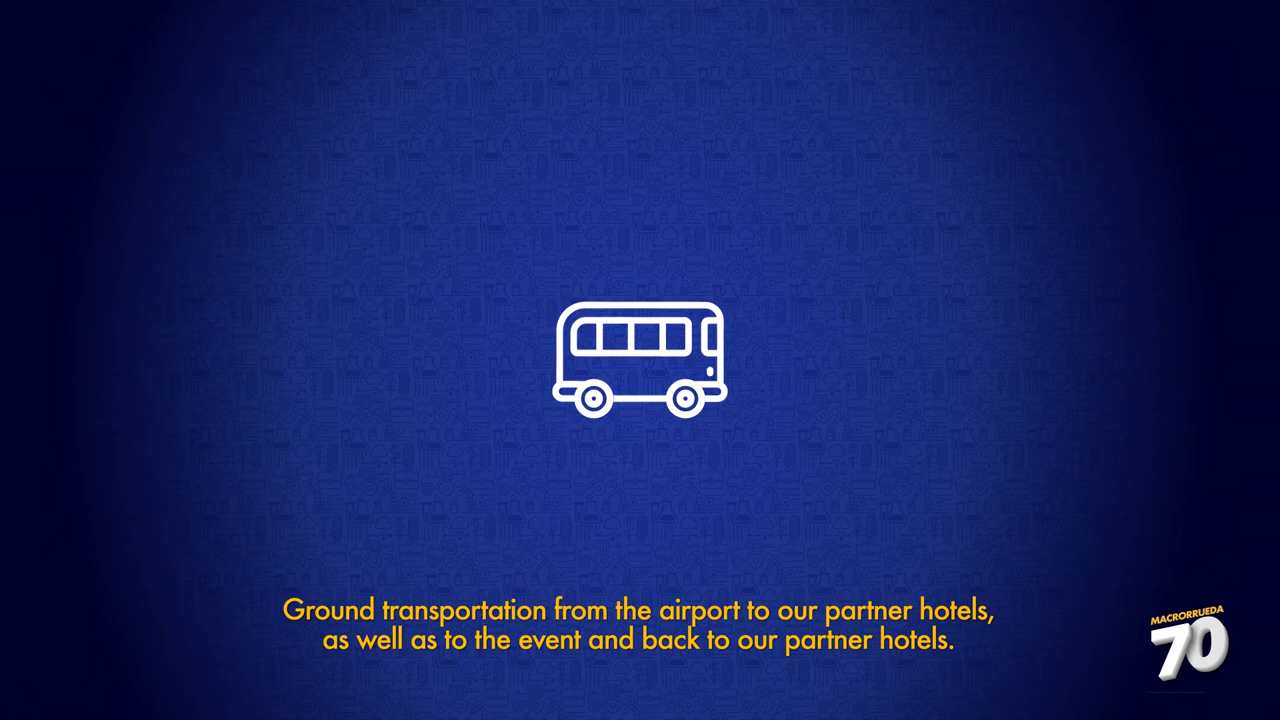 Ground transportation from the airport to our partner hotels,
as well as to the event and back to our partner hotels.
MACRORRUEDA
70